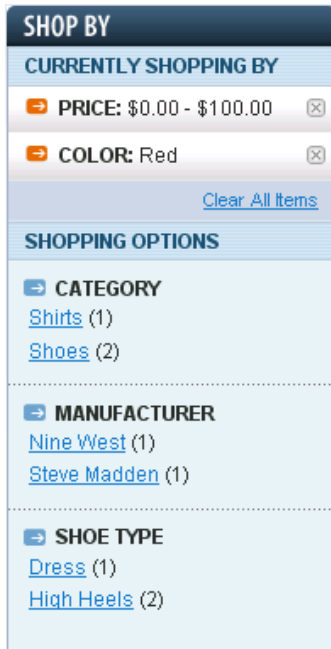 SHOP BY
CURRENTLY SHOPPING BY
PRICE: $0.00 - $100.00
COLOR: Red
Clear All Items
SHOPPING OPTIONS
CATEGORY
Shirts (1)
Shoes (2)
MANUFACTURER
Nine West (1)
Steve Madden (1)
SHOE TYPE
Dress (1)
High Heels (2)